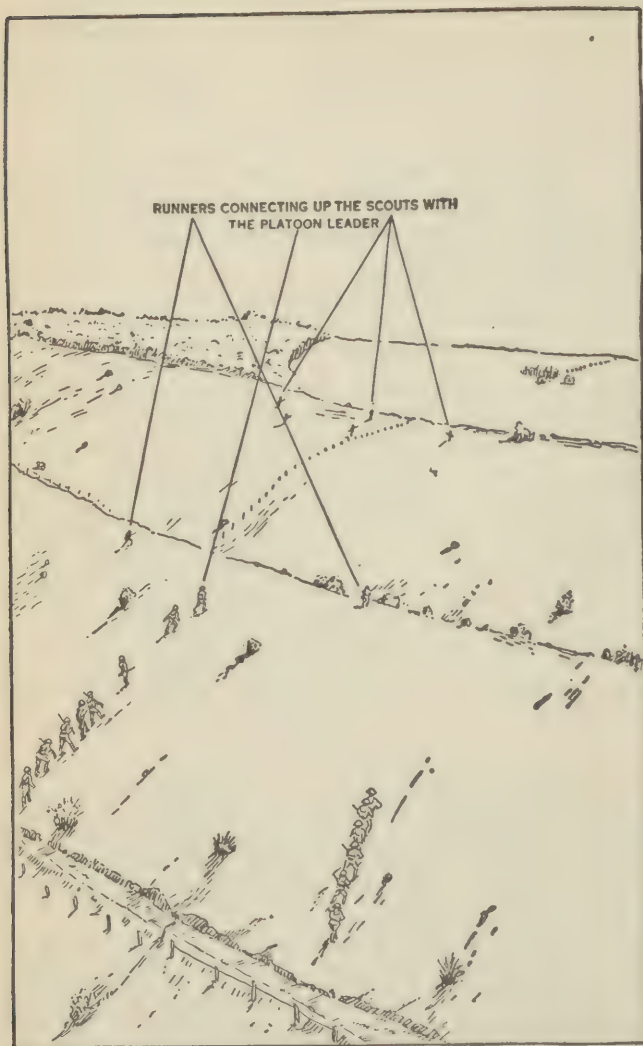 RUNNERS CONNECTING UP THE SCOUTS WITH
THE PLATOON LEADER